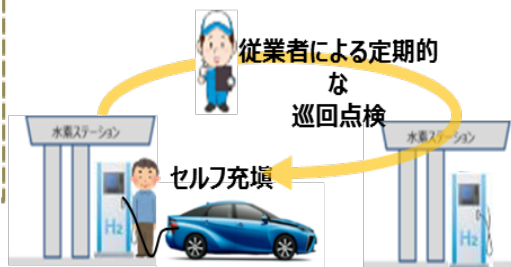 従業者による定期的
な
巡回点検
水素ステーション
水素ステーション
セルフ充填
H2
H2